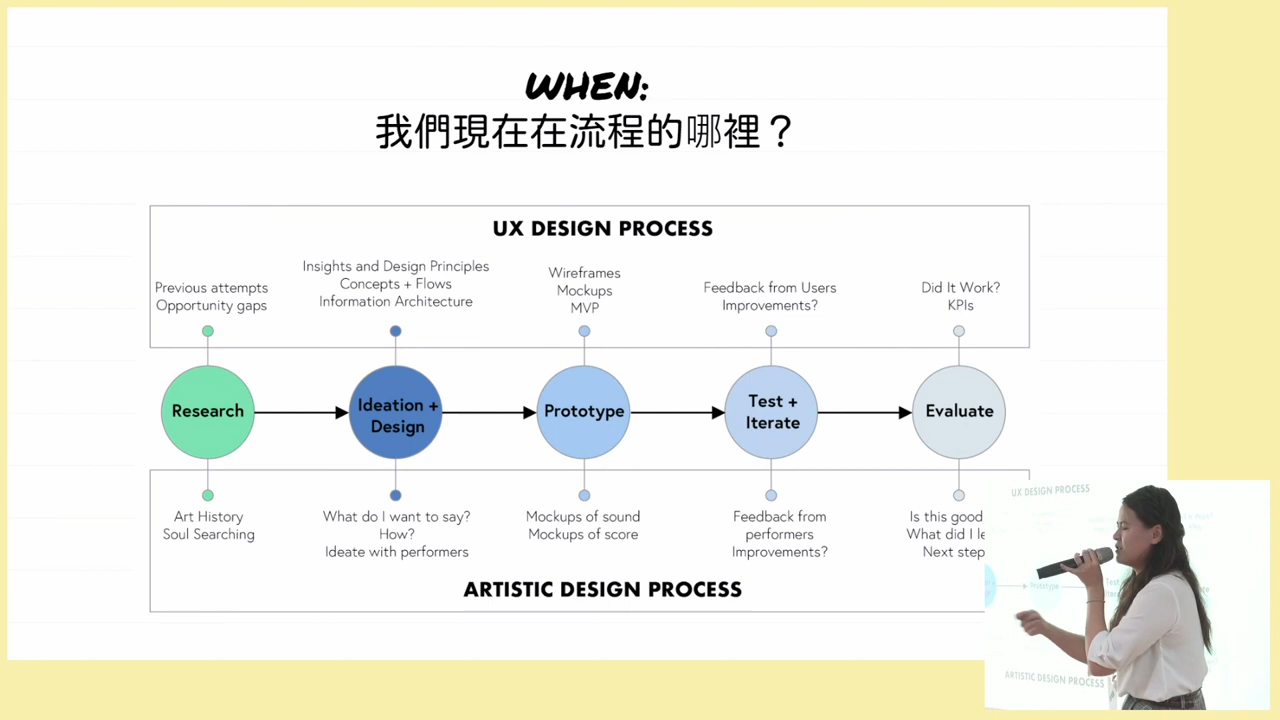 WHEN:
我們現在在流程的哪裡？
UX DESIGN PROCESS
Previous attempts
Opportunity gaps
Insights and Design Principles
Concepts + Flows
Information Architecture
Wireframes
Mockups
MVP
Feedback from Users
Improvements?
Did It Work?
KPIs
Research
Ideation +
Design
Prototype
Test +
Iterate
Evaluate
Art History
Soul Searching
What do I want to say?
How?
Ideate with performers
Mockups of sound
Mockups of score
Feedback from
performers
Improvements?
Is this good
What did I le
Next step
ARTISTIC DESIGN PROCESS
UX DESIGN PROCESS
Prototype
Test
ARTISTIC DESIGN PROCESS